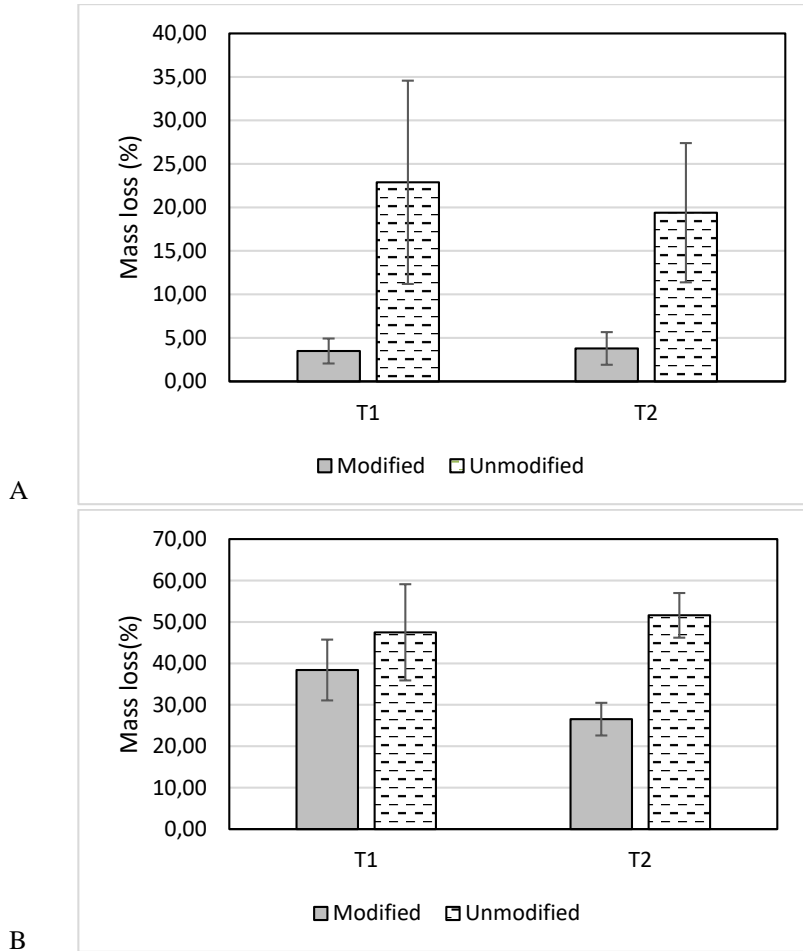 40,00
35,00
30,00
25,00
20,00
15,00
10,00
5,00
0,00
Mass loss (%)
T1 T2
Modified Unmodified
A
70,00
60,00
50,00
40,00
30,00
20,00
10,00
0,00
Mass loss(%)
T1 T2
Modified Unmodified
B